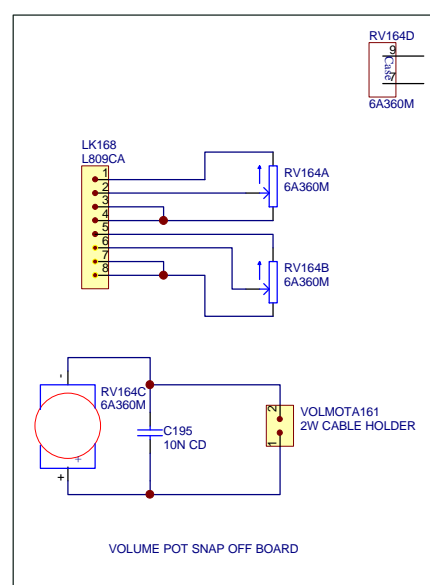 RV164D
9
Case
7
6A360M
LK168
L809CA
1
2
3
4
5
6
7
8
RV164A
6A360M
RV164B
6A360M
-
RV164C
6A360M
+
+
C195
10N CD
2
1
VOLMOTA161
2W CABLE HOLDER
VOLUME POT SNAP OFF BOARD